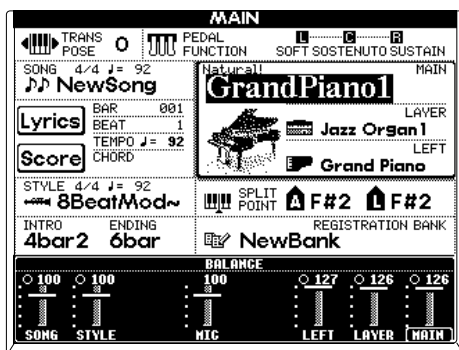 MAIN
TRANSPOSE 0
PEDAL FUNCTION
L C R
SOFT SOSTENUTO SUSTAIN
SONG 4/4 ♩= 92
NewSong
Natural! MAIN
GrandPiano1
Lyrics
BAR 001
BEAT 1
TEMPO ♩= 92
Score
CHORD
LAYER
Jazz Organ1
LEFT
Grand Piano
STYLE 4/4 ♩= 92
8BeatMod~
SPLIT POINT A F#2 L F#2
INTRO ENDING
4bar2 6bar
REGISTRATION BANK
NewBank
BALANCE
100 100 100 127 126 126
SONG STYLE MIC LEFT LAYER MAIN